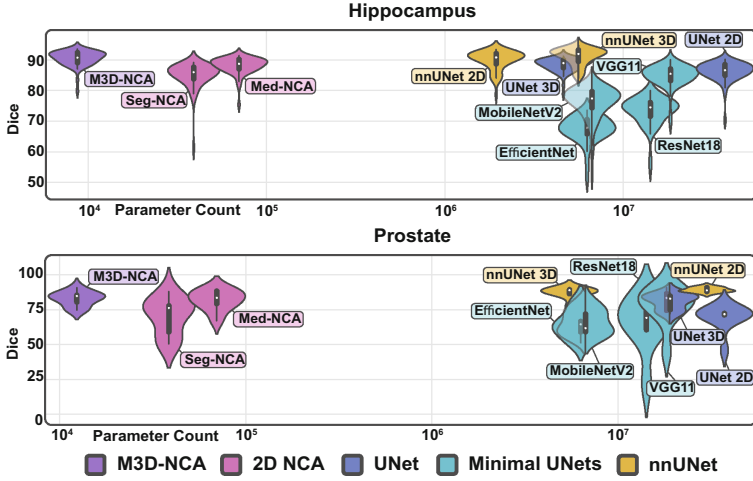 Hippocampus
Dice
90
80
70
60
50
M3D-NCA
Seg-NCA
Med-NCA
nnUNet 2D
UNet 3D
MobileNetV2
EfficientNet
VGG11
nnUNet 3D
UNet 2D
ResNet18
10⁴
Parameter Count
10⁵
10⁶
10⁷
Prostate
Dice
100
75
50
25
0
M3D-NCA
Seg-NCA
Med-NCA
nnUNet 3D
EfficientNet
MobileNetV2
ResNet18
nnUNet 2D
UNet 3D
VGG11
UNet 2D
10⁴
Parameter Count
10⁵
10⁶
10⁷
M3D-NCA
2D NCA
UNet
Minimal UNets
nnUNet